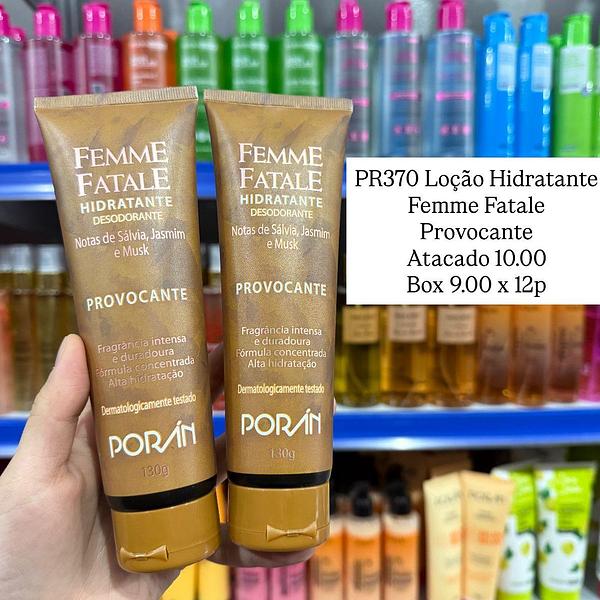 FEMME
FATALE
HIDRATANTE
DESODORANTE
Notas de Sálvia, Jasmim
e Musk
PROVOCANTE
Fragrância intensa
e duradoura
Fórmula concentrada
Alta hidratação
Dermatologicamente testado
PORÁN
130g
FEMME
FATALE
HIDRATANTE
DESODORANTE
Notas de Sálvia, Jasmim
e Musk
PROVOCANTE
Fragrância intensa
e duradoura
Fórmula concentrada
Alta hidratação
Dermatologicamente testado
PORÁN
130g
PR370 Loção Hidratante
Femme Fatale
Provocante
Atacado 10.00
Box 9.00 x 12p